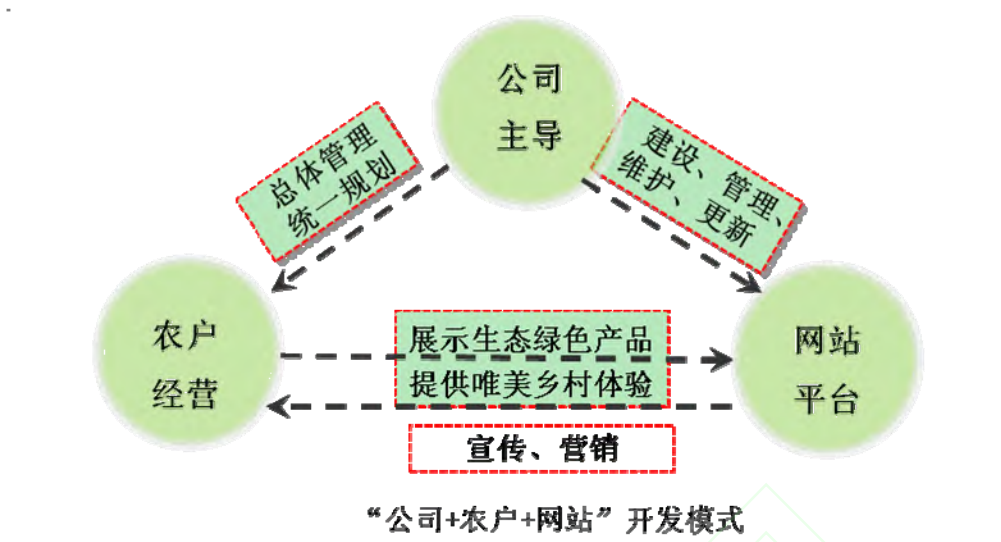 公司
主导
总体管理
统一规划
建设、管理、
维护、更新
农户
经营
展示生态绿色产品
提供唯美乡村体验
网站
平台
宣传、营销
“公司+农户+网站”开发模式